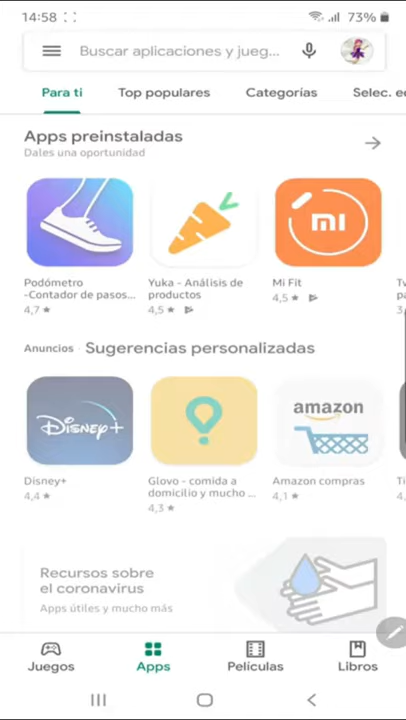 14:58
73%
Buscar aplicaciones y jueg...
Para ti
Top populares
Categorías
Selec. e
Apps preinstaladas
Dales una oportunidad
mi
Podómetro
-Contador de pasos...
4,7 ★
Yuka - Análisis de
productos
4,5 ★
Mi Fit
4,5 ★
Anuncios · Sugerencias personalizadas
Disney+
amazon
Disney+
4,4 ★
Glovo - comida a
domicilio y mucho ...
4,3 ★
Amazon compras
4,1 ★
Recursos sobre
el coronavirus
Apps útiles y mucho más
Juegos
Apps
Películas
Libros